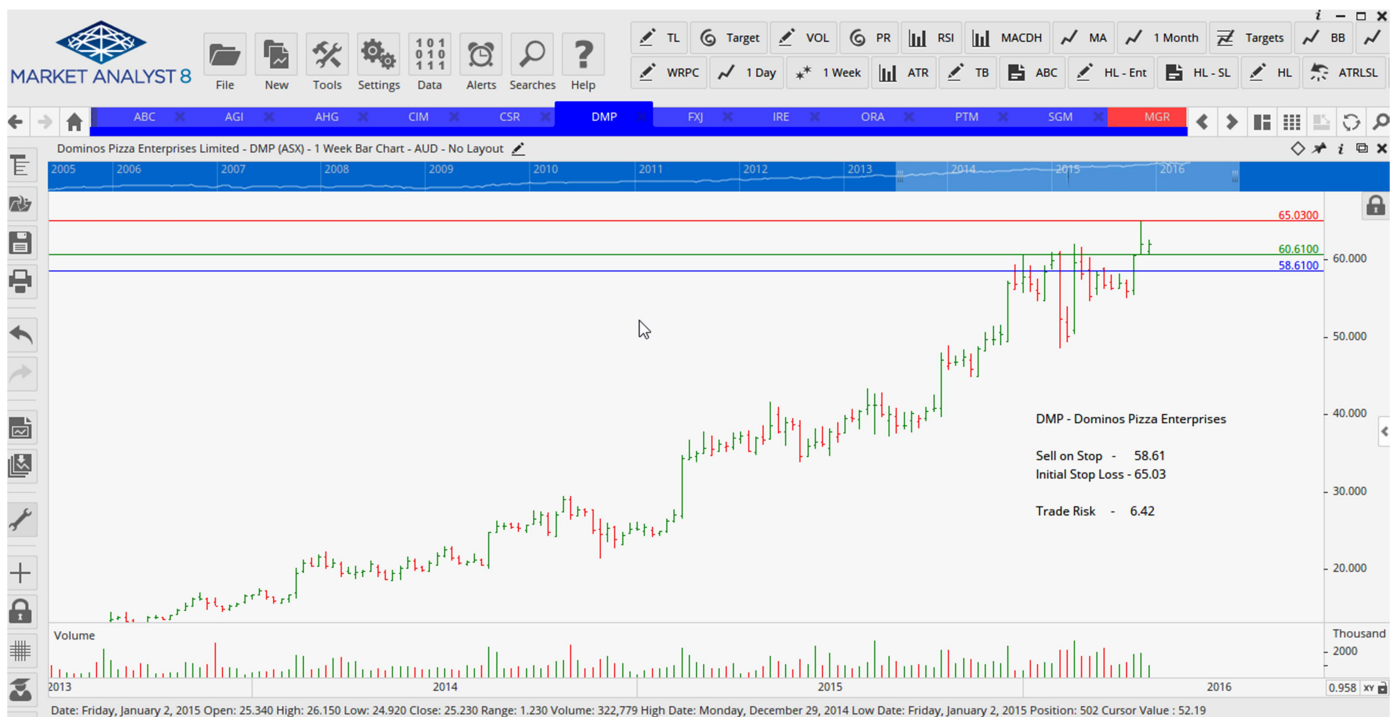 MARKET ANALYST 8
File New Tools Settings Data Alerts Searches Help
101
010
111
TL Target VOL PR RSI MACDH MA 1 Month Targets BB
WRPC 1 Day 1 Week ATR TB ABC HL - Ent HL - SL HL ATRLSL
ABC AGI AHG CIM CSR DMP FXJ IRE ORA PTM SGM MGR
Dominos Pizza Enterprises Limited - DMP (ASX) - 1 Week Bar Chart - AUD - No Layout
2005 2006 2007 2008 2009 2010 2011 2012 2013 2014 2015 2016
65.0300
60.6100
58.6100
60.000
50.000
40.000
30.000
20.000
DMP - Dominos Pizza Enterprises
Sell on Stop - 58.61
Initial Stop Loss - 65.03
Trade Risk - 6.42
Volume
Thousand
2000
2013 2014 2015 2016
0.958 XY
Date: Friday, January 2, 2015 Open: 25.340 High: 26.150 Low: 24.920 Close: 25.230 Range: 1.230 Volume: 322,779 High Date: Monday, December 29, 2014 Low Date: Friday, January 2, 2015 Position: 502 Cursor Value : 52.19